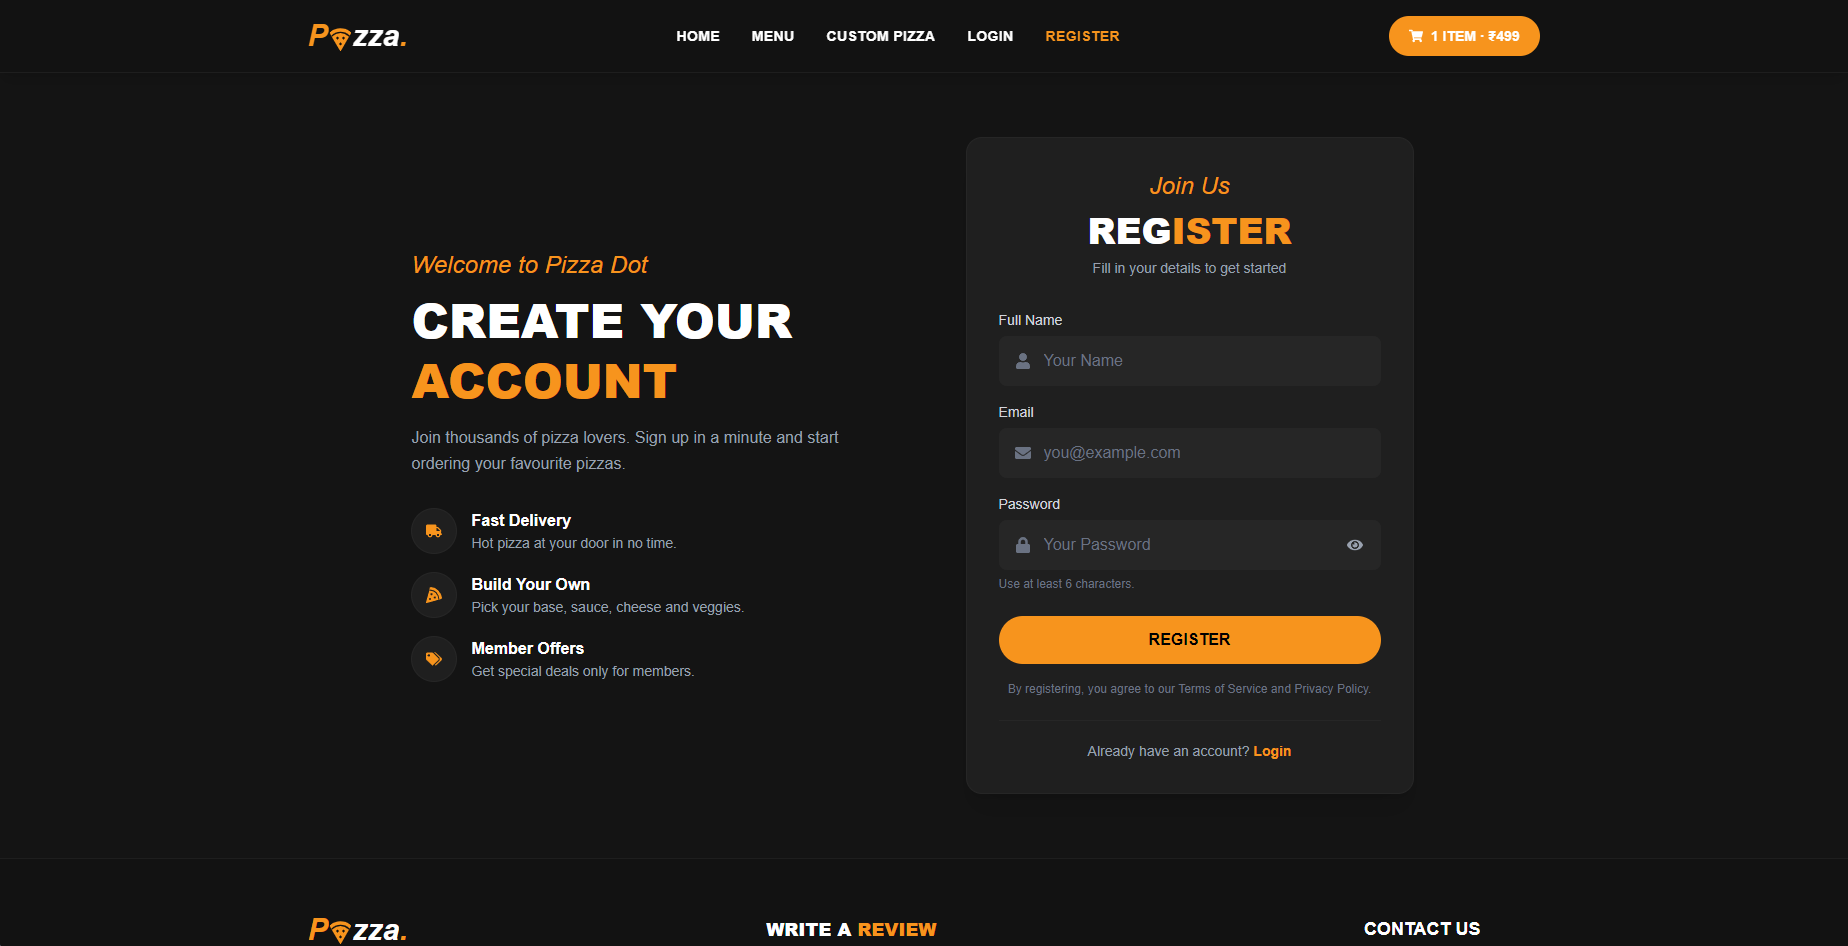 Pizza.
HOME
MENU
CUSTOM PIZZA
LOGIN
REGISTER
1 ITEM · ₹499
Welcome to Pizza Dot
CREATE YOUR
ACCOUNT
Join thousands of pizza lovers. Sign up in a minute and start
ordering your favourite pizzas.
Fast Delivery
Hot pizza at your door in no time.
Build Your Own
Pick your base, sauce, cheese and veggies.
Member Offers
Get special deals only for members.
Join Us
REGISTER
Fill in your details to get started
Full Name
Your Name
Email
you@example.com
Password
Your Password
Use at least 6 characters.
REGISTER
By registering, you agree to our Terms of Service and Privacy Policy.
Already have an account? Login
Pizza.
WRITE A REVIEW
CONTACT US